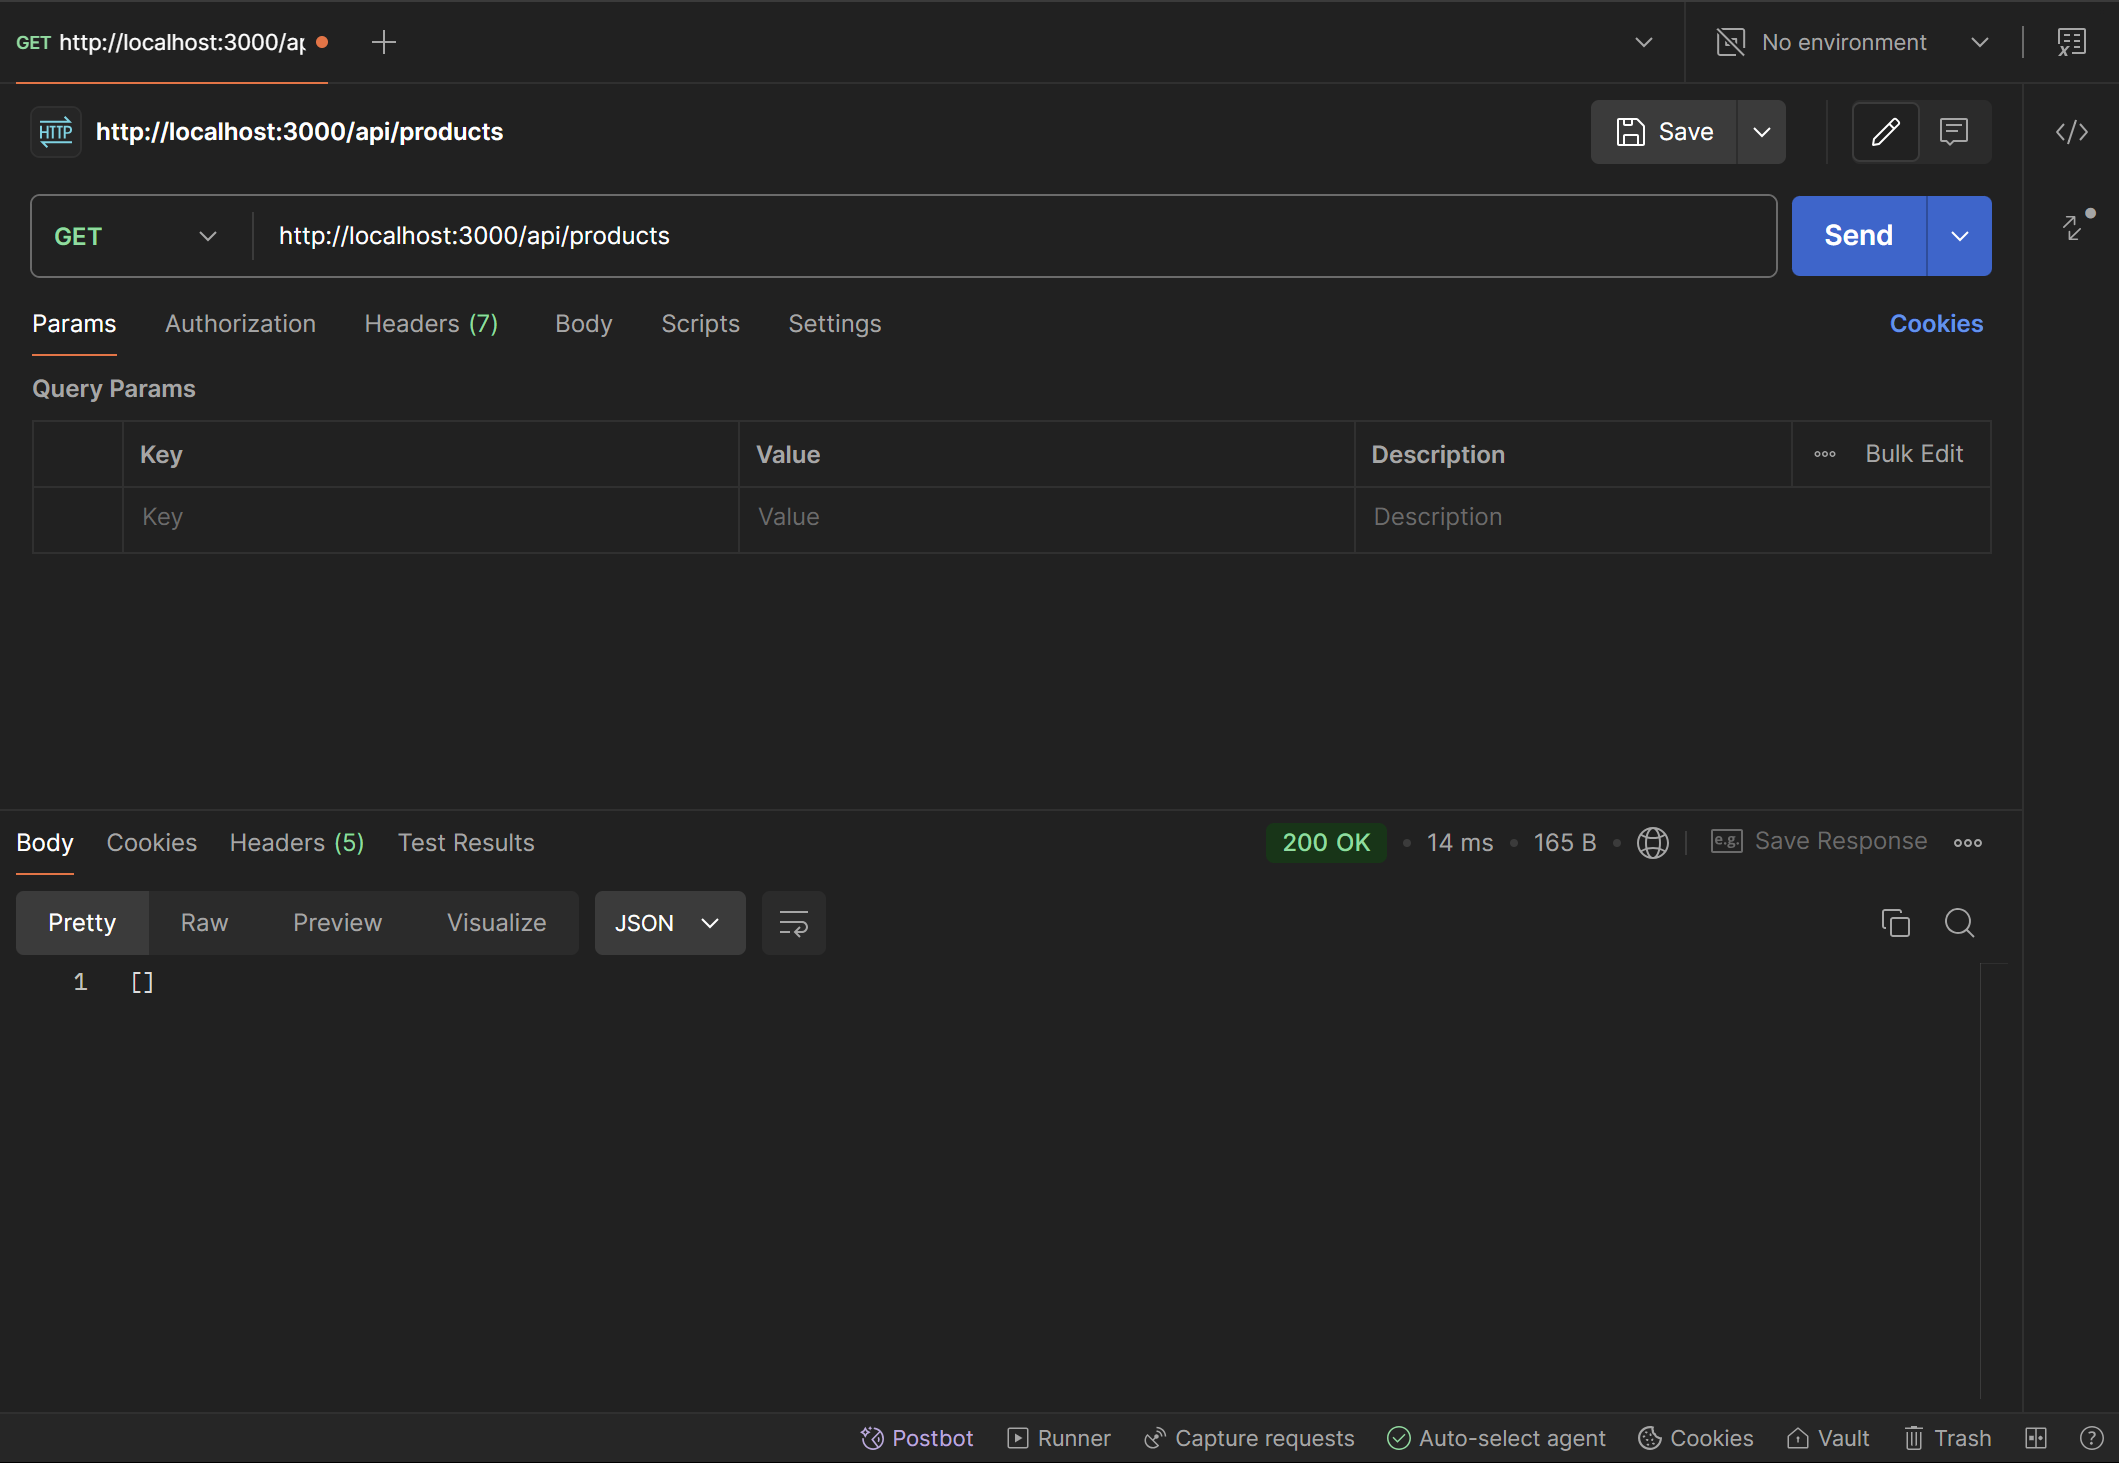 GET http://localhost:3000/ap
No environment
HTTP http://localhost:3000/api/products
Save
GET http://localhost:3000/api/products
Send
Params Authorization Headers (7) Body Scripts Settings Cookies
Query Params
Key Value Description Bulk Edit
Key Value Description
Body Cookies Headers (5) Test Results 200 OK 14 ms 165 B e.g. Save Response
Pretty Raw Preview Visualize JSON
1 []
Postbot Runner Capture requests Auto-select agent Cookies Vault Trash ?